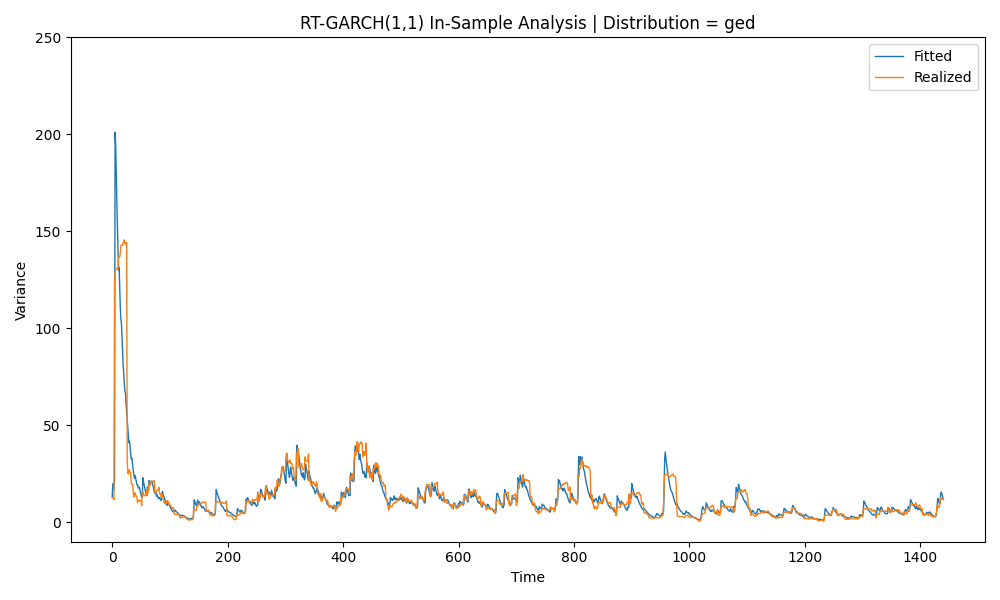 RT-GARCH(1,1) In-Sample Analysis | Distribution = ged
Fitted
Realized
Variance
250
200
150
100
50
0
0 200 400 600 800 1000 1200 1400
Time